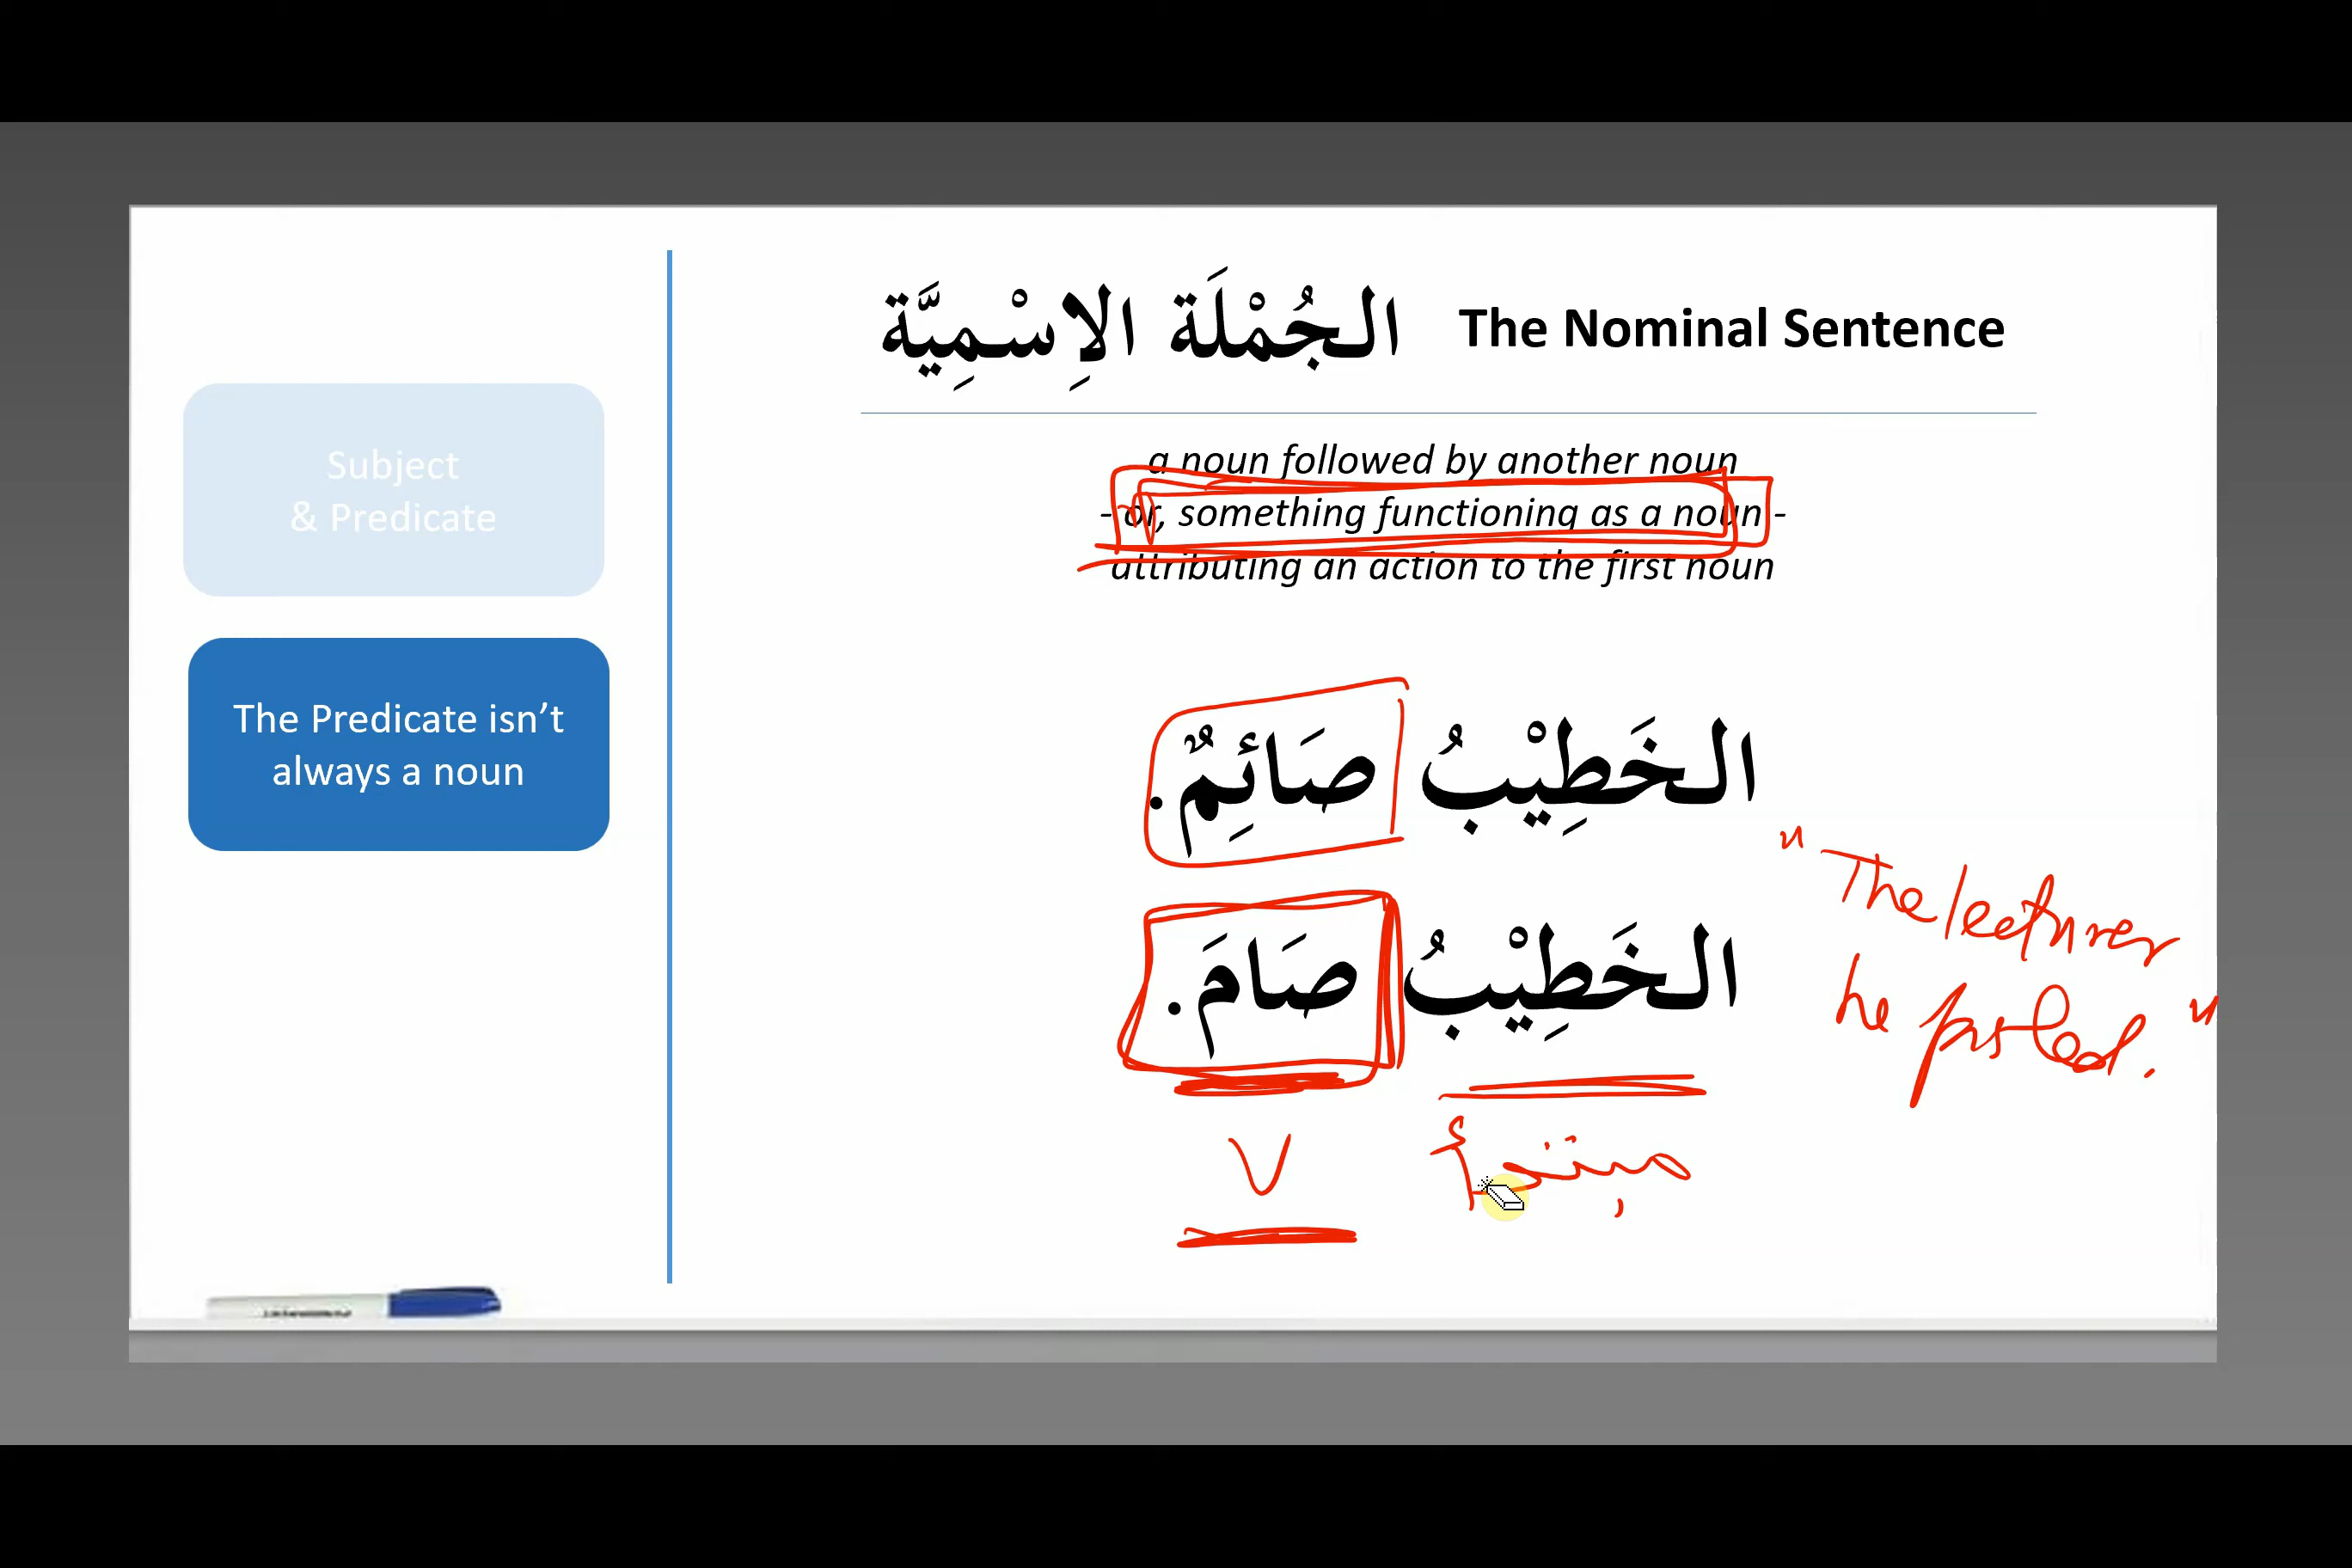 الجُمْلَة الاِسْمِيَّة The Nominal Sentence
Subject
& Predicate
The Predicate isn't
always a noun
a noun followed by another noun
- or, something functioning as a noun -
attributing an action to the first noun
الخَطِيْبُ صَائِمٌ.
الخَطِيْبُ صَامَ.
"The lecturer
he fasted."
مبتدأ
V